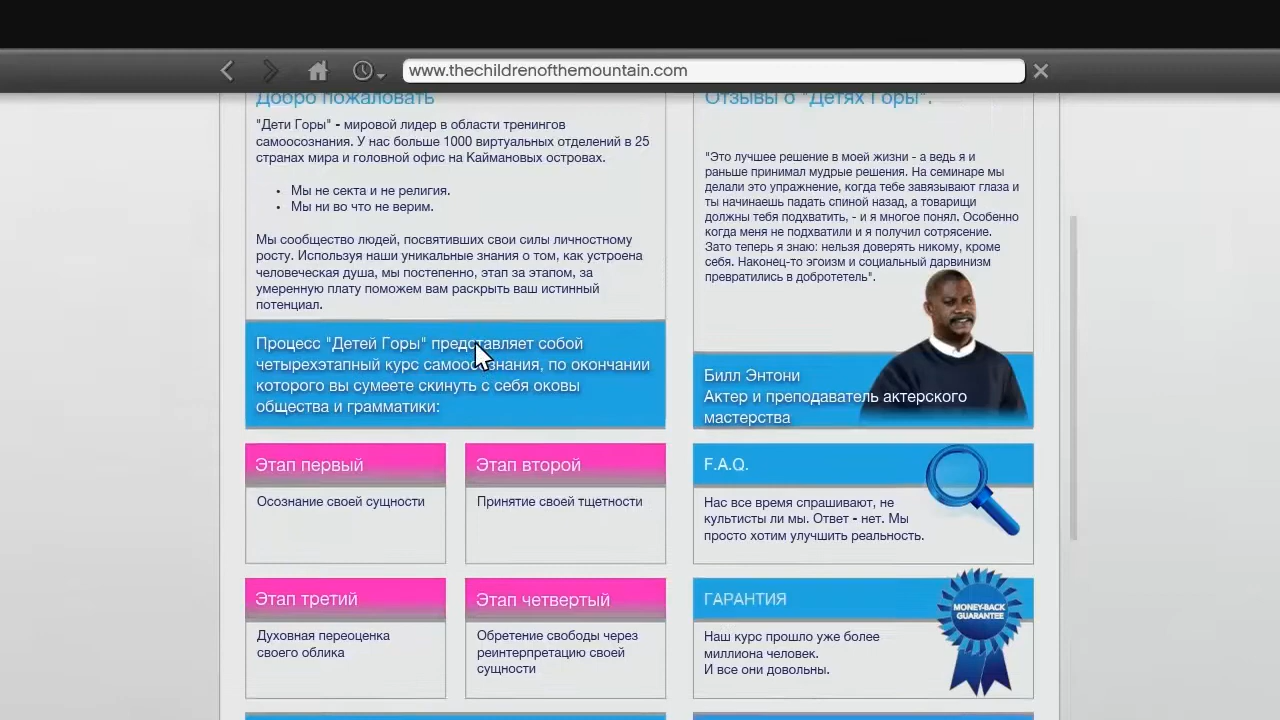 www.thechildrenofthemountain.com
Добро пожаловать
"Дети Горы" - мировой лидер в области тренингов
самоосознания. У нас больше 1000 виртуальных отделений в 25
странах мира и головной офис на Каймановых островах.
• Мы не секта и не религия.
• Мы ни во что не верим.
Мы сообщество людей, посвятивших свои силы личностному
росту. Используя наши уникальные знания о том, как устроена
человеческая душа, мы постепенно, этап за этапом, за
умеренную плату поможем вам раскрыть ваш истинный
потенциал.
Процесс "Детей Горы" представляет собой
четырехэтапный курс самоосознания, по окончании
которого вы сумеете скинуть с себя оковы
общества и грамматики:
Отзывы о "Детях Горы".
"Это лучшее решение в моей жизни - а ведь я и
раньше принимал мудрые решения. На семинаре мы
делали это упражнение, когда тебе завязывают глаза и
ты начинаешь падать спиной назад, а товарищи
должны тебя подхватить, - и я многое понял. Особенно
когда меня не подхватили и я получил сотрясение.
Зато теперь я знаю: нельзя доверять никому, кроме
себя. Наконец-то эгоизм и социальный дарвинизм
превратились в добротетель".
Билл Энтони
Актер и преподаватель актерского
мастерства
Этап первый
Осознание своей сущности
Этап второй
Принятие своей тщетности
F.A.Q.
Нас все время спрашивают, не
культисты ли мы. Ответ - нет. Мы
просто хотим улучшить реальность.
Этап третий
Духовная переоценка
своего облика
Этап четвертый
Обретение свободы через
реинтерпретацию своей
сущности
ГАРАНТИЯ
MONEY-BACK
GUARANTEE
Наш курс прошло уже более
миллиона человек.
И все они довольны.